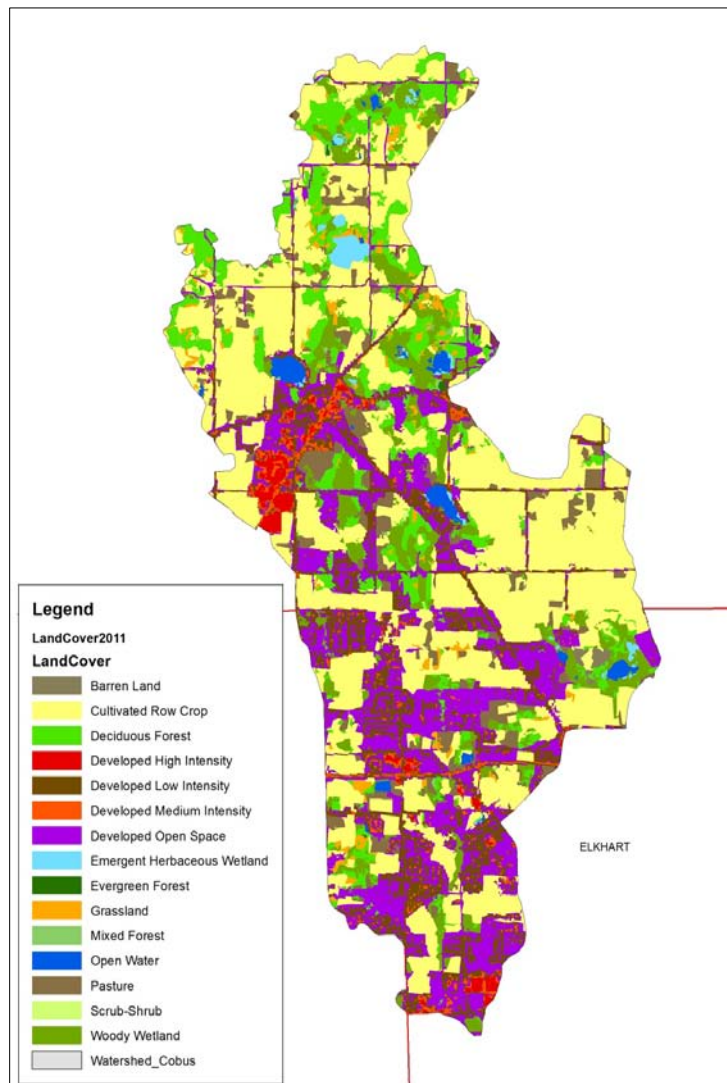 Legend
LandCover2011
LandCover
Barren Land
Cultivated Row Crop
Deciduous Forest
Developed High Intensity
Developed Low Intensity
Developed Medium Intensity
Developed Open Space
Emergent Herbaceous Wetland
Evergreen Forest
Grassland
Mixed Forest
Open Water
Pasture
Scrub-Shrub
Woody Wetland
Watershed_Cobus
ELKHART